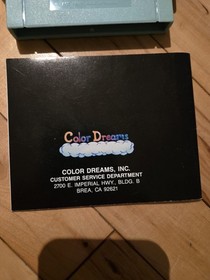 Color Dreams
COLOR DREAMS, INC.
CUSTOMER SERVICE DEPARTMENT
2700 E. IMPERIAL HWY., BLDG. B
BREA, CA 92621